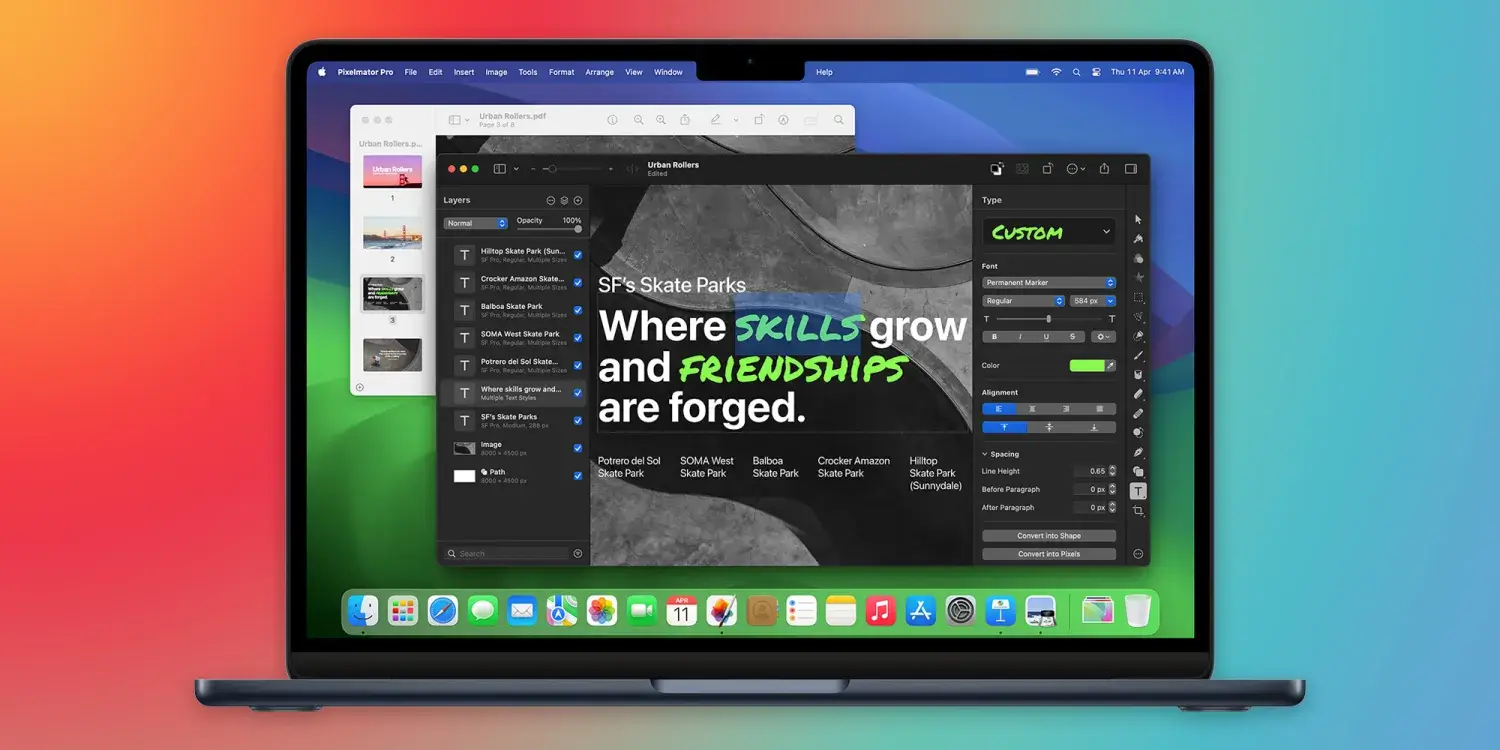 Pixelmator Pro File Edit Insert Image Tools Format Arrange View Window Help Thu 11 Apr 9:41 AM
Urban Rollers.pdf
Page 3 of 8
Urban Rollers.p...
Urban Rollers
1
2
Where skills grow
and friendships
are forged.
3
Urban Rollers
Edited
Layers
Normal
Opacity 100%
Hilltop Skate Park (Sun...
SF Pro, Regular, Multiple Sizes
Crocker Amazon Skate...
SF Pro, Regular, Multiple Sizes
Balboa Skate Park
SF Pro, Regular, Multiple Sizes
SOMA West Skate Park
SF Pro, Regular, Multiple Sizes
Potrero del Sol Skate...
SF Pro, Regular, Multiple Sizes
Where skills grow and...
Multiple Text Styles
SF's Skate Parks
SF Pro, Medium, 288 px
Image
8000 × 4500 px
Path
8000 × 4500 px
Search
SF's Skate Parks
Where SKILLS grow
and FRIENDSHIPS
are forged.
Potrero del Sol
Skate Park
SOMA West
Skate Park
Balboa
Skate Park
Crocker Amazon
Skate Park
Hilltop
Skate Park
(Sunnydale)
Type
Custom
Font
Permanent Marker
Regular 584 px
T T
B I U S
Color
Alignment
Spacing
Line Height 0.65
Before Paragraph 0 px
After Paragraph 0 px
Convert into Shape
Convert into Pixels
APR
11